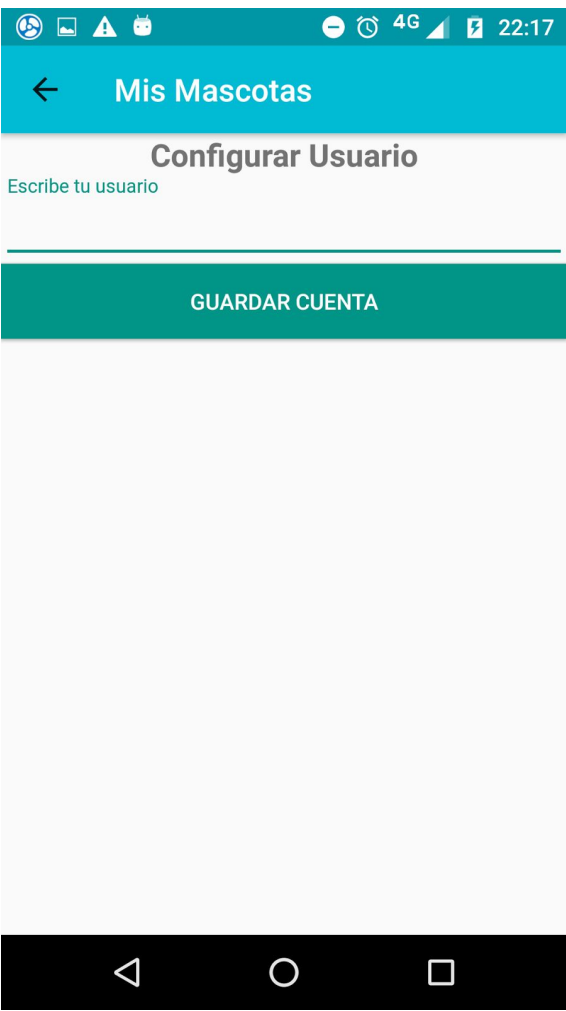 4G 22:17
Mis Mascotas
Configurar Usuario
Escribe tu usuario
GUARDAR CUENTA